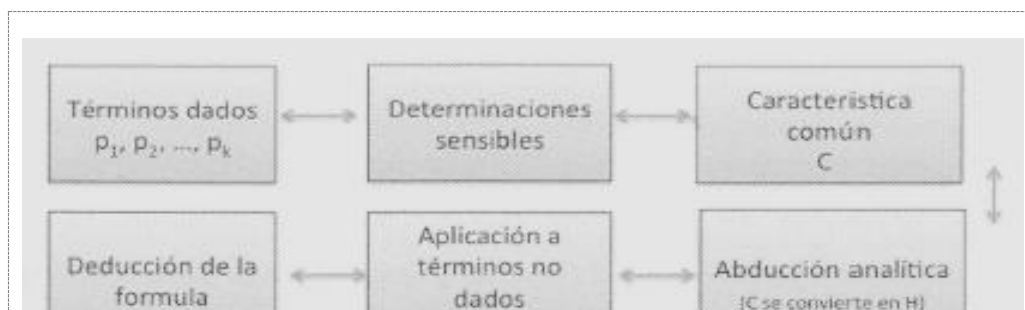 Términos dados
p₁, p₂, ..., pₖ
Determinaciones
sensibles
Caracteristica
común
C
Deducción de la
formula
Aplicación a
términos no
dados
Abducción analítica
(C se convierte en H)